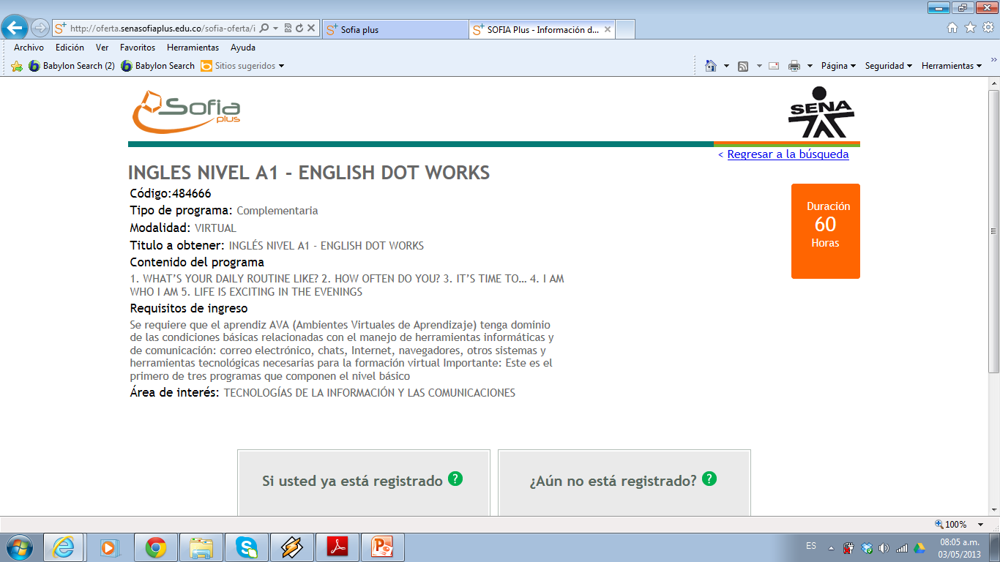 http://oferta.senasofiaplus.edu.co/sofia-oferta/i
Sofia plus
SOFIA Plus - Información d...
Archivo Edición Ver Favoritos Herramientas Ayuda
Babylon Search (2) Babylon Search Sitios sugeridos Página Seguridad Herramientas
Sofia plus
SENA
< Regresar a la búsqueda
INGLES NIVEL A1 - ENGLISH DOT WORKS
Código:484666
Tipo de programa: Complementaria
Modalidad: VIRTUAL
Titulo a obtener: INGLÉS NIVEL A1 - ENGLISH DOT WORKS
Contenido del programa
1. WHAT'S YOUR DAILY ROUTINE LIKE? 2. HOW OFTEN DO YOU? 3. IT'S TIME TO… 4. I AM
WHO I AM 5. LIFE IS EXCITING IN THE EVENINGS
Requisitos de ingreso
Se requiere que el aprendiz AVA (Ambientes Virtuales de Aprendizaje) tenga dominio
de las condiciones básicas relacionadas con el manejo de herramientas informáticas y
de comunicación: correo electrónico, chats, Internet, navegadores, otros sistemas y
herramientas tecnológicas necesarias para la formación virtual Importante: Este es el
primero de tres programas que componen el nivel básico
Área de interés: TECNOLOGÍAS DE LA INFORMACIÓN Y LAS COMUNICACIONES
Duración
60
Horas
Si usted ya está registrado ?
¿Aún no está registrado? ?
100%
ES
08:05 a.m.
03/05/2013